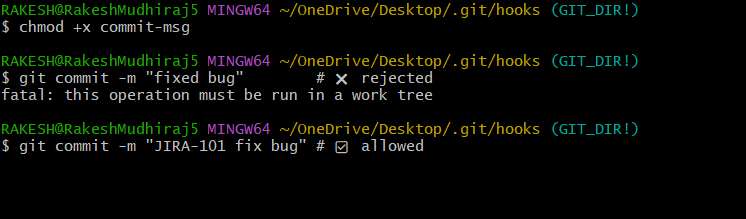 RAKESH@RakeshMudhiraj5 MINGW64 ~/OneDrive/Desktop/.git/hooks (GIT_DIR!)
$ chmod +x commit-msg
RAKESH@RakeshMudhiraj5 MINGW64 ~/OneDrive/Desktop/.git/hooks (GIT_DIR!)
$ git commit -m "fixed bug"        # ❌ rejected
fatal: this operation must be run in a work tree
RAKESH@RakeshMudhiraj5 MINGW64 ~/OneDrive/Desktop/.git/hooks (GIT_DIR!)
$ git commit -m "JIRA-101 fix bug" # ☑ allowed